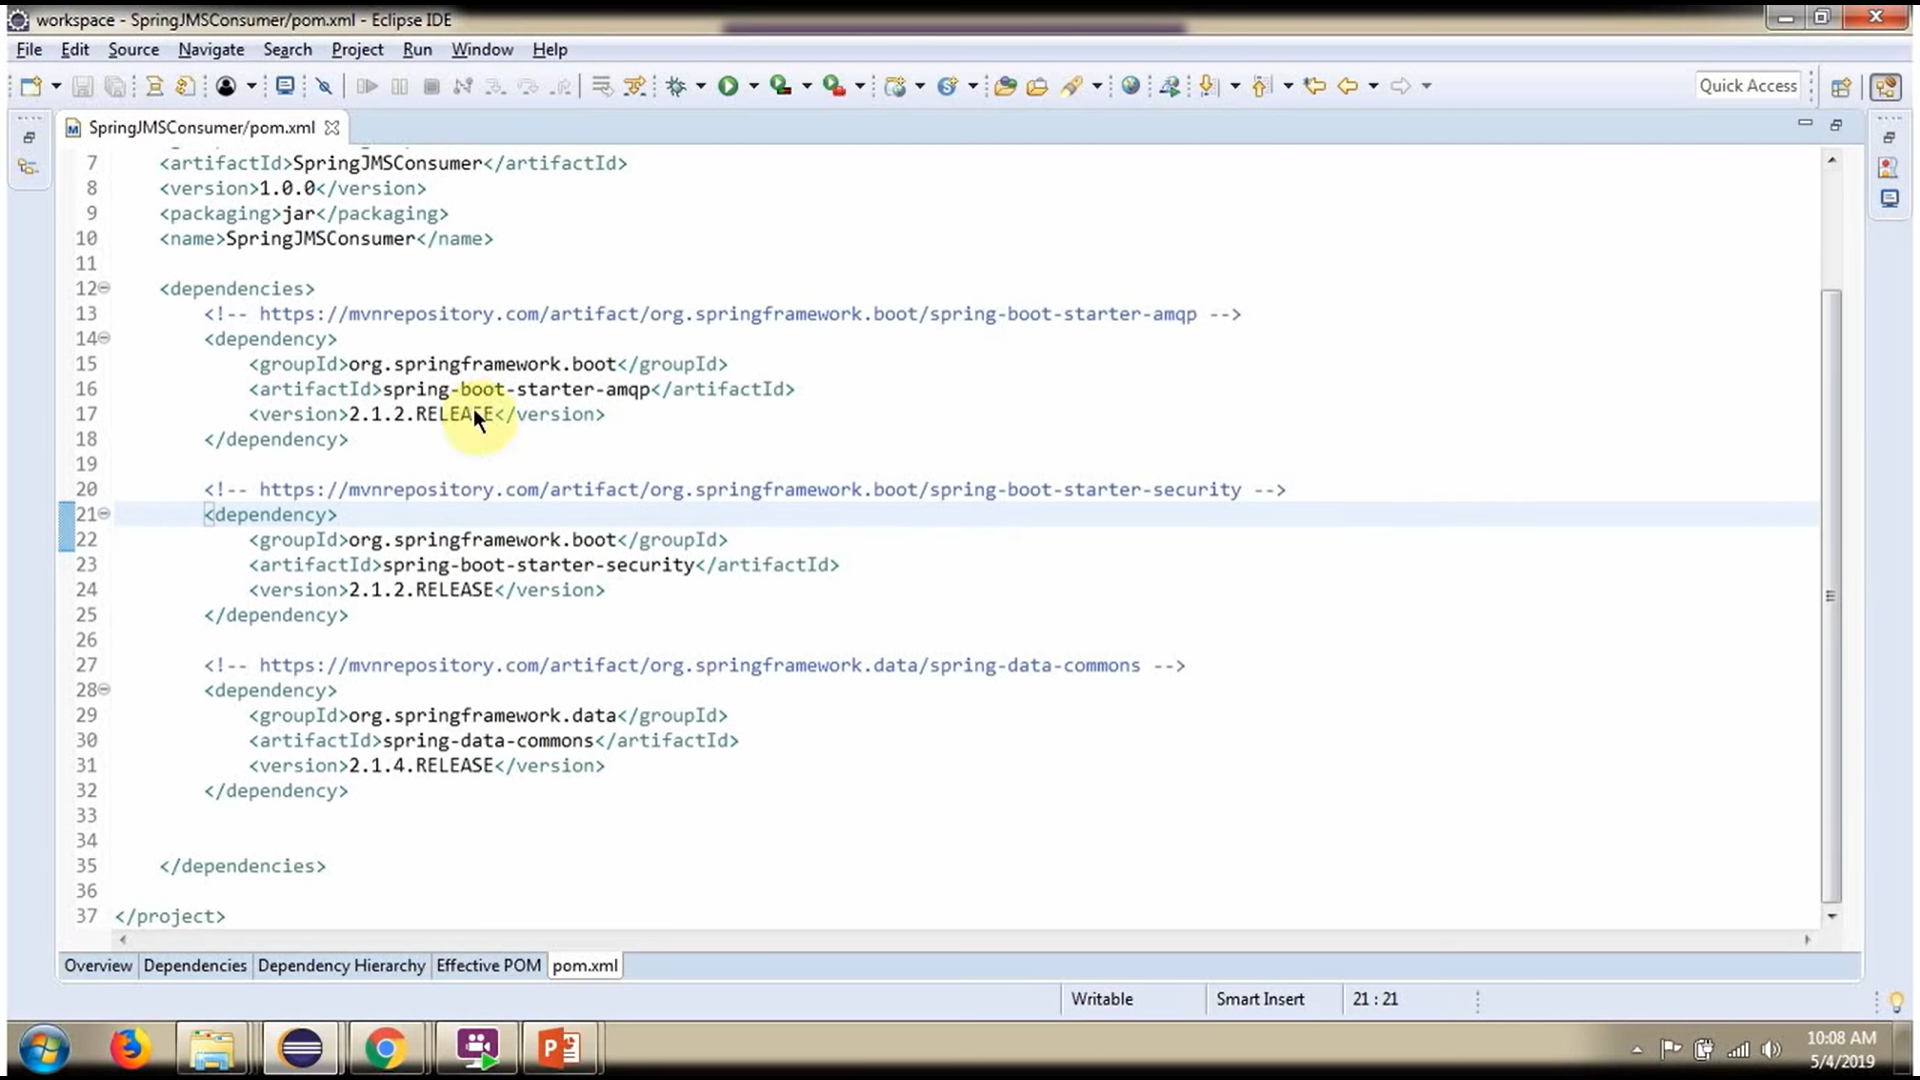 workspace - SpringJMSConsumer/pom.xml - Eclipse IDE
File Edit Source Navigate Search Project Run Window Help
Quick Access
SpringJMSConsumer/pom.xml
7 <artifactId>SpringJMSConsumer</artifactId>
8 <version>1.0.0</version>
9 <packaging>jar</packaging>
10 <name>SpringJMSConsumer</name>
11
12 <dependencies>
13 <!-- https://mvnrepository.com/artifact/org.springframework.boot/spring-boot-starter-amqp -->
14 <dependency>
15 <groupId>org.springframework.boot</groupId>
16 <artifactId>spring-boot-starter-amqp</artifactId>
17 <version>2.1.2.RELEASE</version>
18 </dependency>
19
20 <!-- https://mvnrepository.com/artifact/org.springframework.boot/spring-boot-starter-security -->
21 <dependency>
22 <groupId>org.springframework.boot</groupId>
23 <artifactId>spring-boot-starter-security</artifactId>
24 <version>2.1.2.RELEASE</version>
25 </dependency>
26
27 <!-- https://mvnrepository.com/artifact/org.springframework.data/spring-data-commons -->
28 <dependency>
29 <groupId>org.springframework.data</groupId>
30 <artifactId>spring-data-commons</artifactId>
31 <version>2.1.4.RELEASE</version>
32 </dependency>
33
34
35 </dependencies>
36
37 </project>
Overview Dependencies Dependency Hierarchy Effective POM pom.xml
Writable Smart Insert 21 : 21
10:08 AM
5/4/2019